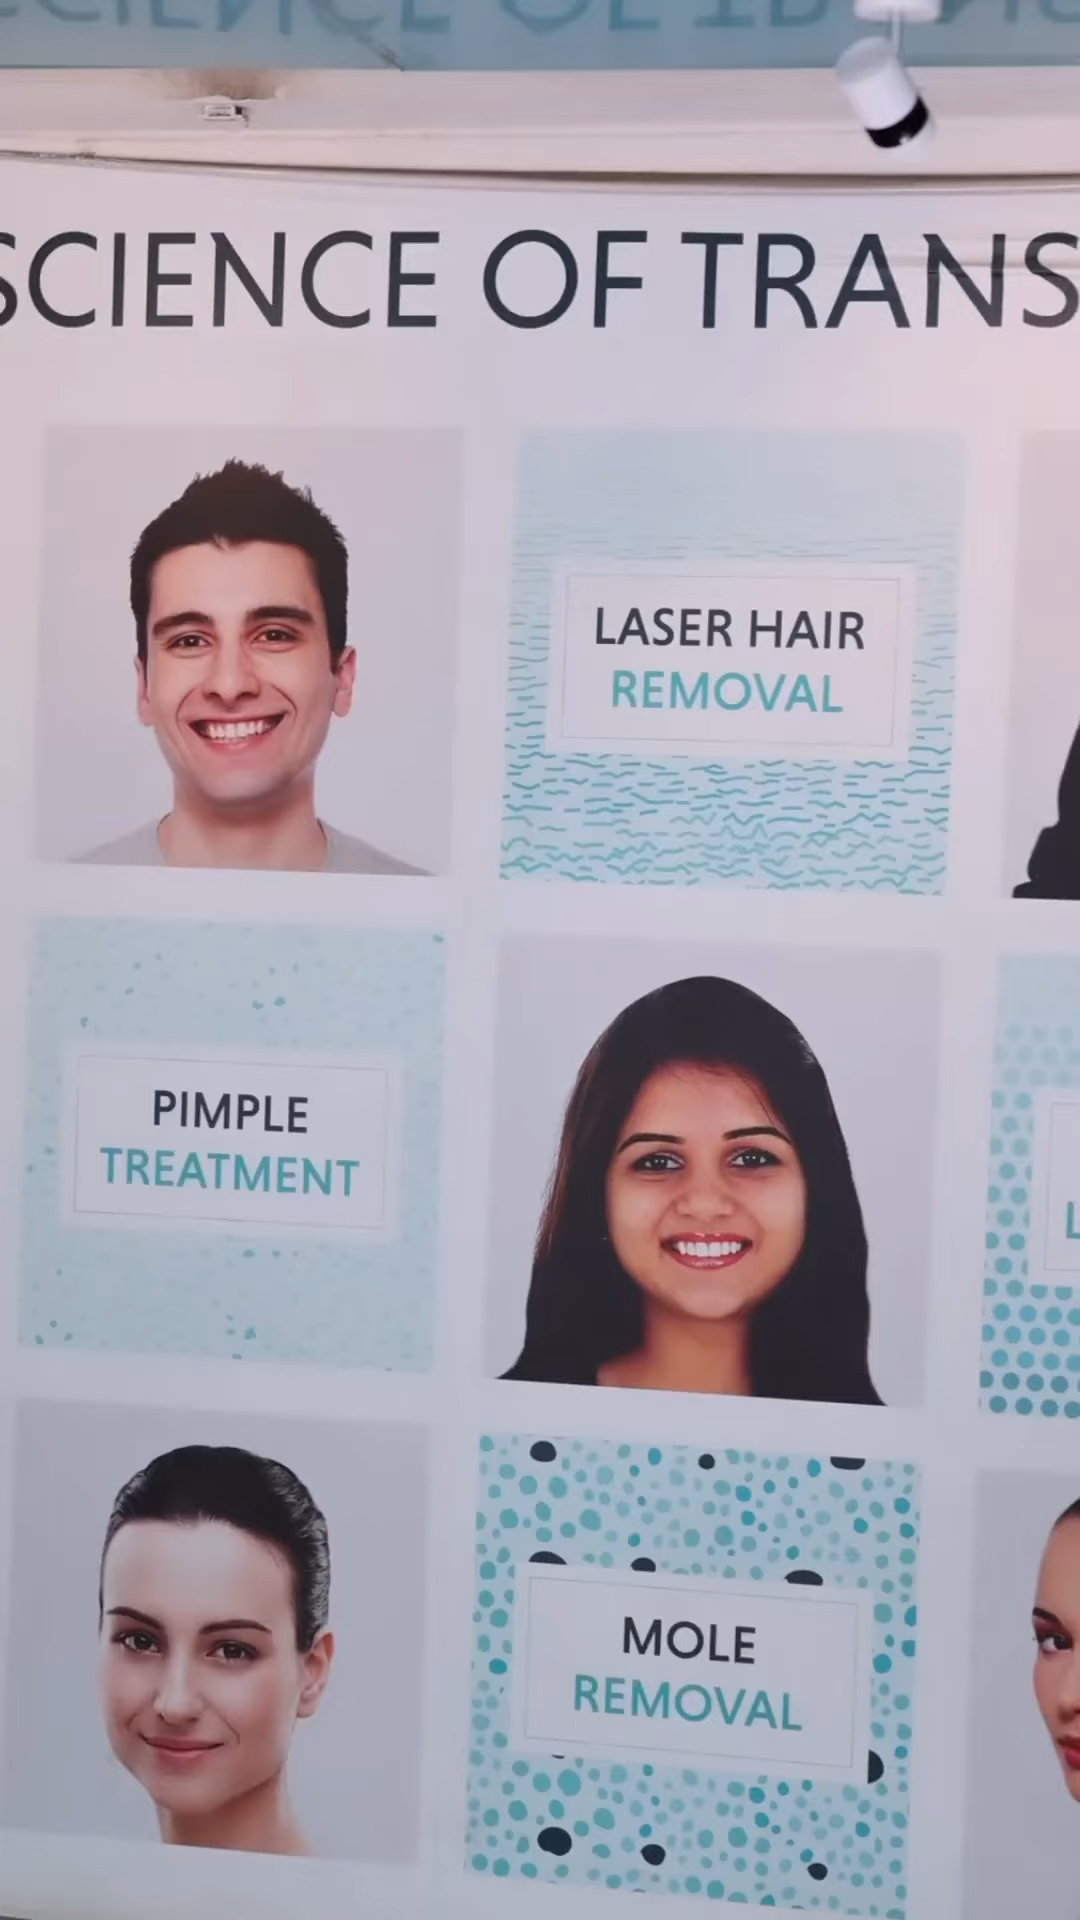 SCIENCE OF TRANS
LASER HAIR
REMOVAL
PIMPLE
TREATMENT
L
MOLE
REMOVAL